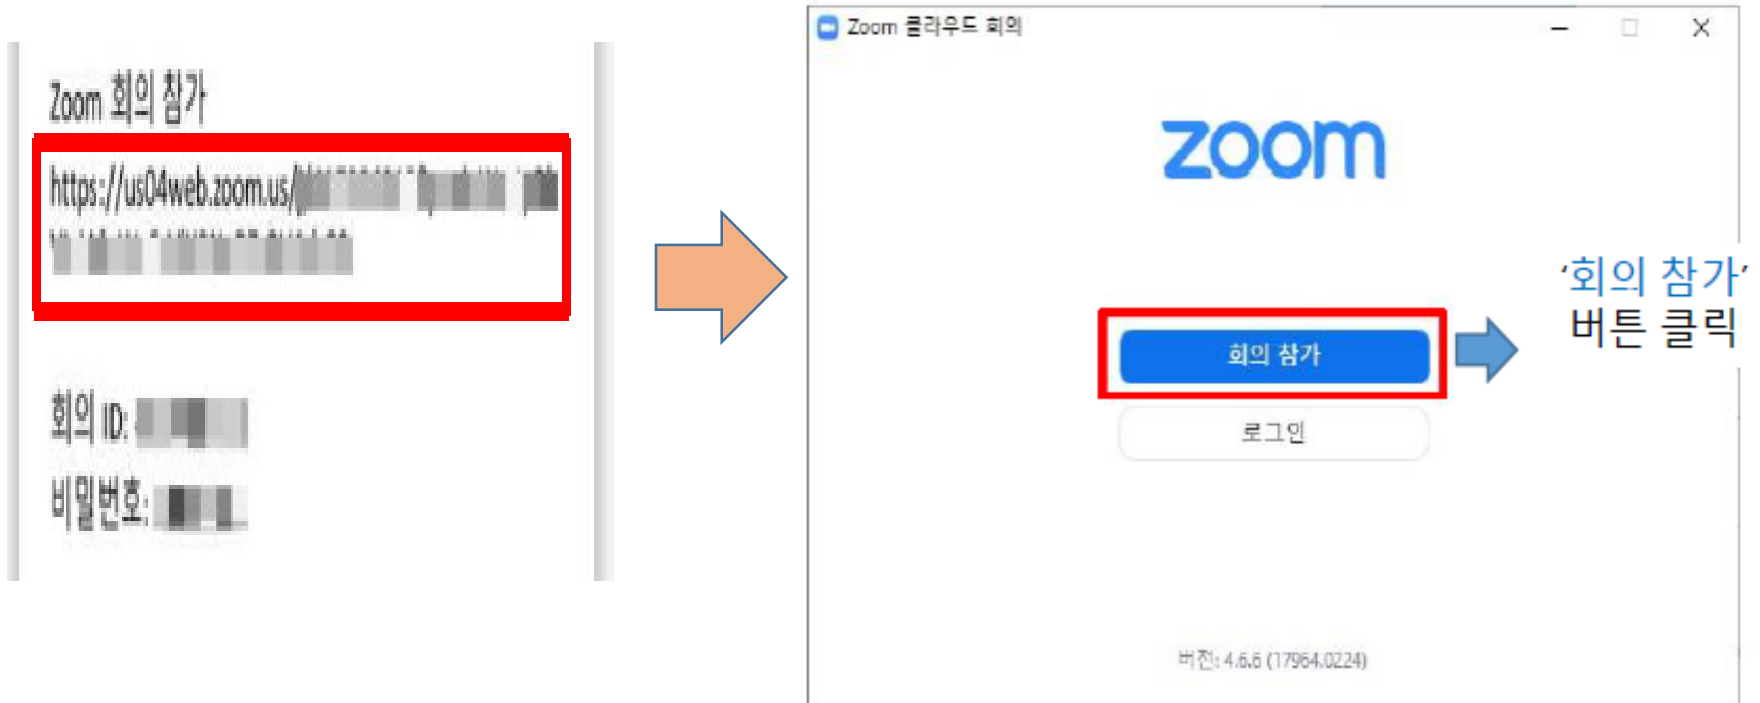 Zoom 회의 참가
https://us04web.zoom.us/
회의 ID:
비밀번호:
Zoom 클라우드 회의
zoom
회의 참가
로그인
버전: 4.6.6 (17964.0224)
‘회의 참가’
버튼 클릭